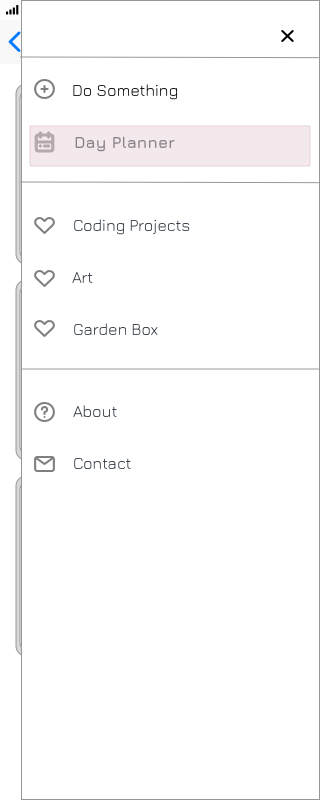 Do Something
Day Planner
Coding Projects
Art
Garden Box
About
Contact